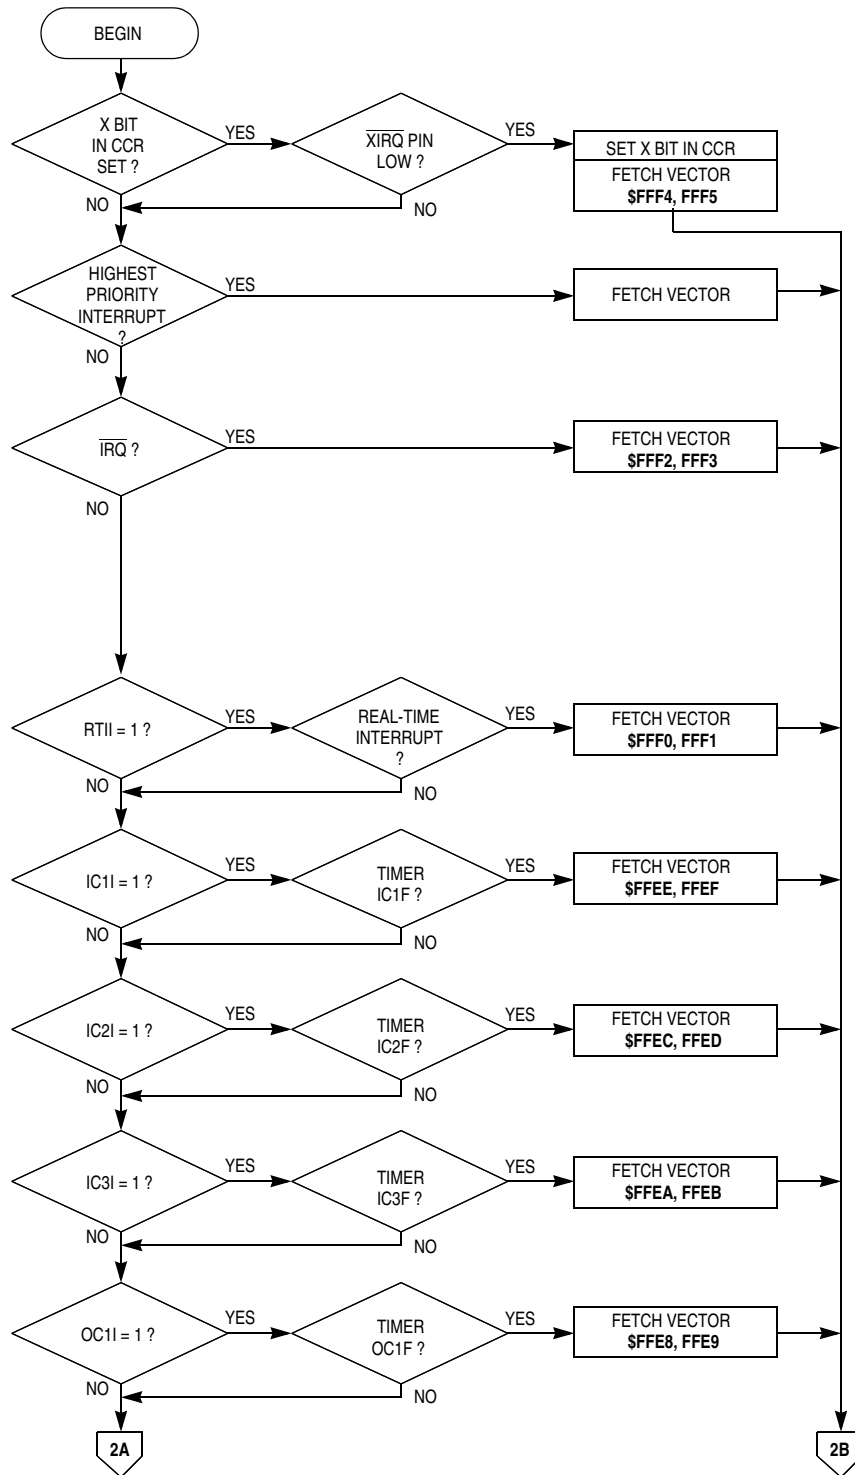 BEGIN
X BIT
IN CCR
SET ?
YES
XIRQ PIN
LOW ?
YES
SET X BIT IN CCR
FETCH VECTOR
$FFF4, FFF5
NO
NO
HIGHEST
PRIORITY
INTERRUPT
?
YES
FETCH VECTOR
NO
IRQ ?
YES
FETCH VECTOR
$FFF2, FFF3
NO
RTII = 1 ?
YES
REAL-TIME
INTERRUPT
?
YES
FETCH VECTOR
$FFF0, FFF1
NO
NO
IC1I = 1 ?
YES
TIMER
IC1F ?
YES
FETCH VECTOR
$FFEE, FFEF
NO
NO
IC2I = 1 ?
YES
TIMER
IC2F ?
YES
FETCH VECTOR
$FFEC, FFED
NO
NO
IC3I = 1 ?
YES
TIMER
IC3F ?
YES
FETCH VECTOR
$FFEA, FFEB
NO
NO
OC1I = 1 ?
YES
TIMER
OC1F ?
YES
FETCH VECTOR
$FFE8, FFE9
NO
NO
2A
2B